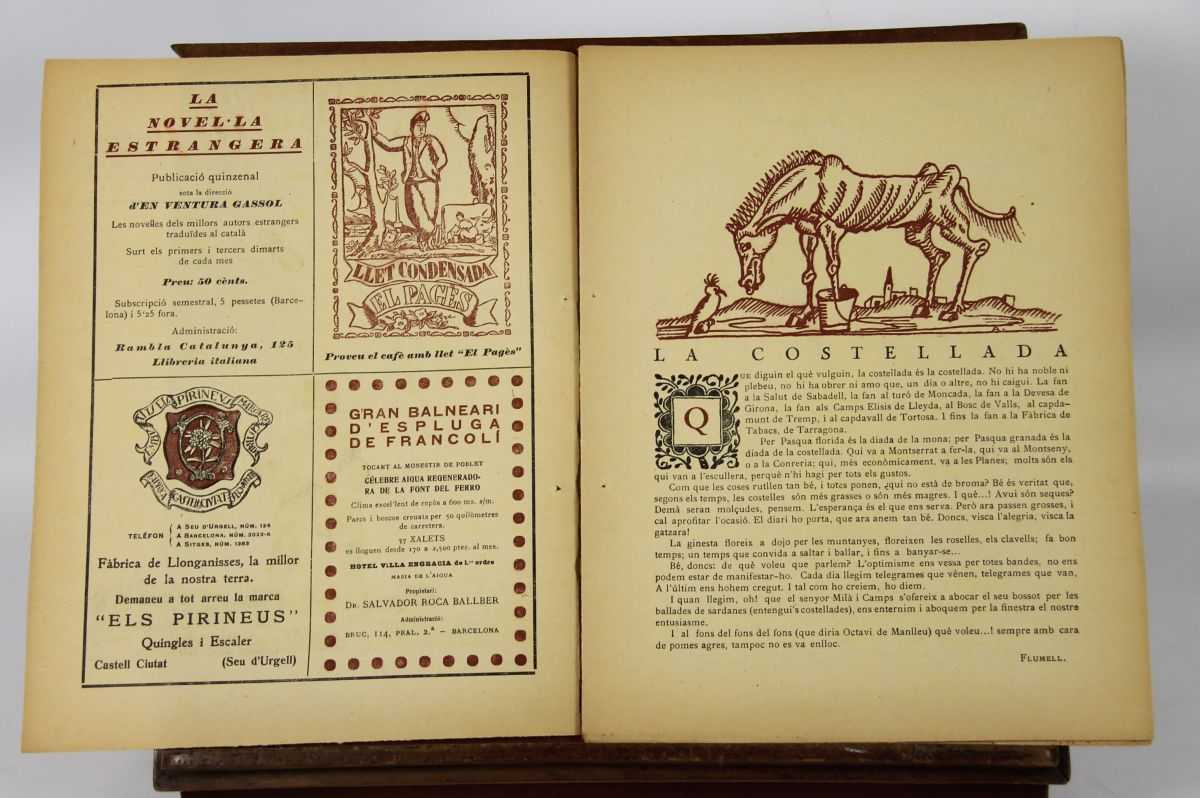 LA
NOVEL·LA
ESTRANGERA
Publicació quinzenal
sota la direcció
d'EN VENTURA GASSOL
Les novelles dels millors autors estrangers
traduïdes al català
Surt els primers i tercers dimarts
de cada mes
Preu: 50 cènts.
Subscripció semestral, 5 pessetes (Barce-
lona) i 5'25 fora.
Administració:
Rambla Catalunya, 125
Llibreria italiana
LLET CONDENSADA
EL PAGÈS
Proveu el cafè amb llet "El Pagès"
PIRINEUS
CASTELLCIUTAT
TELÉFON
A SEU D'URGELL, NÚM.
A BARCELONA, NÚM.
A SITGES, NÚM.
Fàbrica de Llonganisses, la millor
de la nostra terra.
Demaneu a tot arreu la marca
"ELS PIRINEUS"
Quingles i Escaler
Castell Ciutat (Seu d'Urgell)
GRAN BALNEARI
D'ESPLUGA
DE FRANCOLÍ
TOCANT AL MONESTIR DE POBLET
CÉLEBRE AIGUA REGENERADO-
RA DE LA FONT DEL FERRO
Clima excel·lent de repòs a 600 ms. s/m.
Parcs i boscos creuats per 50 quilòmetres
de carretera.
37 XALETS
es lloguen desde 170 a 2,500 ptes. al mes.
HOTEL VILLA ENGRACIA de 1.er ordre
MASIA DE L'AIGUA
Propietari:
DR. SALVADOR ROCA BALLBER
Administració:
BRUC, 114, PRAL. 2.ª — BARCELONA
LA COSTELLADA
QUE diguin el què vulguin, la costellada és la costellada. No hi ha noble ni
plebeu, no hi ha obrer ni amo que, un dia o altre, no hi caigui. La fan
a la Salut de Sabadell, la fan al turó de Moncada, la fan a la Devesa de
Girona, la fan als Camps Elisis de Lleyda, al Bosc de Valls, al capda-
munt de Tremp, i al capdavall de Tortosa. I fins la fan a la Fàbrica de
Tabacs, de Tarragona.
Per Pasqua florida és la diada de la mona; per Pasqua granada és la
diada de la costellada. Qui va a Montserrat a fer-la, qui va al Montseny,
o a la Conreria; qui, més econòmicament, va a les Planes; molts són els
qui van a l'escullera, perquè n'hi hagi per tots els gustos.
Com que les coses rutllen tan bé, i totes ponen, ¿qui no està de broma? Bé és veritat que,
segons els temps, les costelles són més grasses o són més magres. I què...! Avui són seques?
Demà seran molçudes, pensem. L'esperança és el que ens serva. Però ara passen grosses, i
cal aprofitar l'ocasió. El diari ho porta, que ara anem tan bé. Doncs, visca l'alegria, visca la
gatzara!
La ginesta floreix a dojo per les muntanyes, floreixen les roselles, els clavells; fa bon
temps; un temps que convida a saltar i ballar, i fins a banyar-se...
Bé, doncs: de què voleu que parlem? L'optimisme ens vessa per totes bandes, no ens
podem estar de manifestar-ho. Cada dia llegim telegrames que vènen, telegrames que van,
A l'últim ens hohem cregut. I tal com ho creiem, ho diem.
I quan llegim, oh! que el senyor Milà i Camps s'ofereix a abocar el seu bossot per les
ballades de sardanes (entengui's costellades), ens enternim i aboquem per la finestra el nostre
entusiasme.
I al fons del fons del fons (que diria Octavi de Manlleu) què voleu...! sempre amb cara
de pomes agres, tampoc no es va enlloc.
FLUMELL.